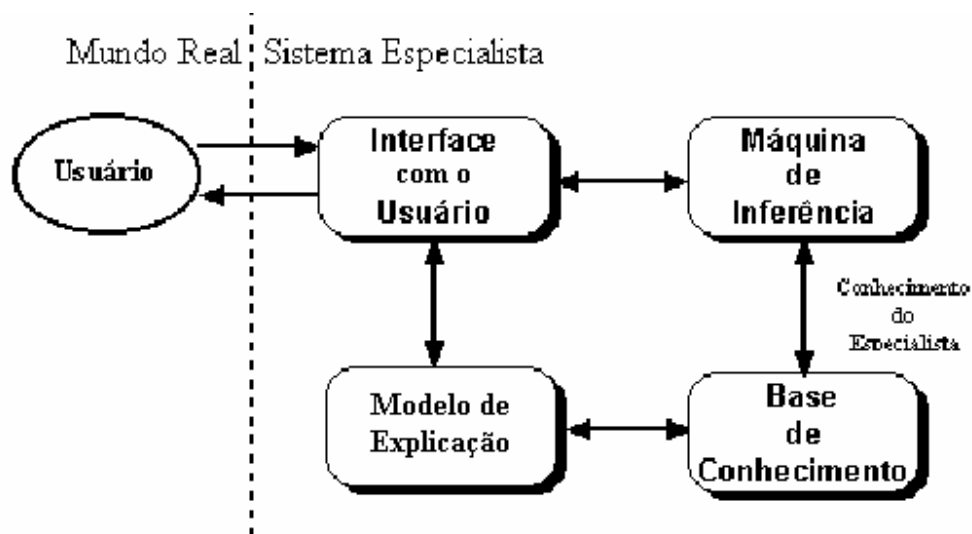 Mundo Real
Sistema Especialista
Usuário
Interface
com o
Usuário
Máquina
de
Inferência
Conhecimento
do
Especialista
Modelo de
Explicação
Base
de
Conhecimento